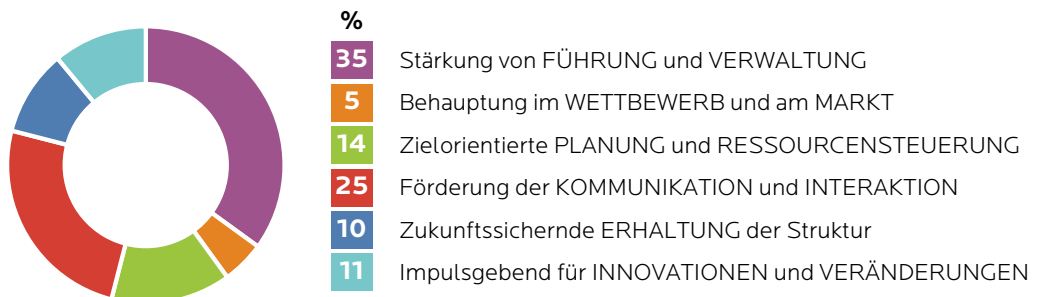 %
35 Stärkung von FÜHRUNG und VERWALTUNG
5 Behauptung im WETTBEWERB und am MARKT
14 Zielorientierte PLANUNG und RESSOURCENSTEUERUNG
25 Förderung der KOMMUNIKATION und INTERAKTION
10 Zukunftssichernde ERHALTUNG der Struktur
11 Impulsgebend für INNOVATIONEN und VERÄNDERUNGEN